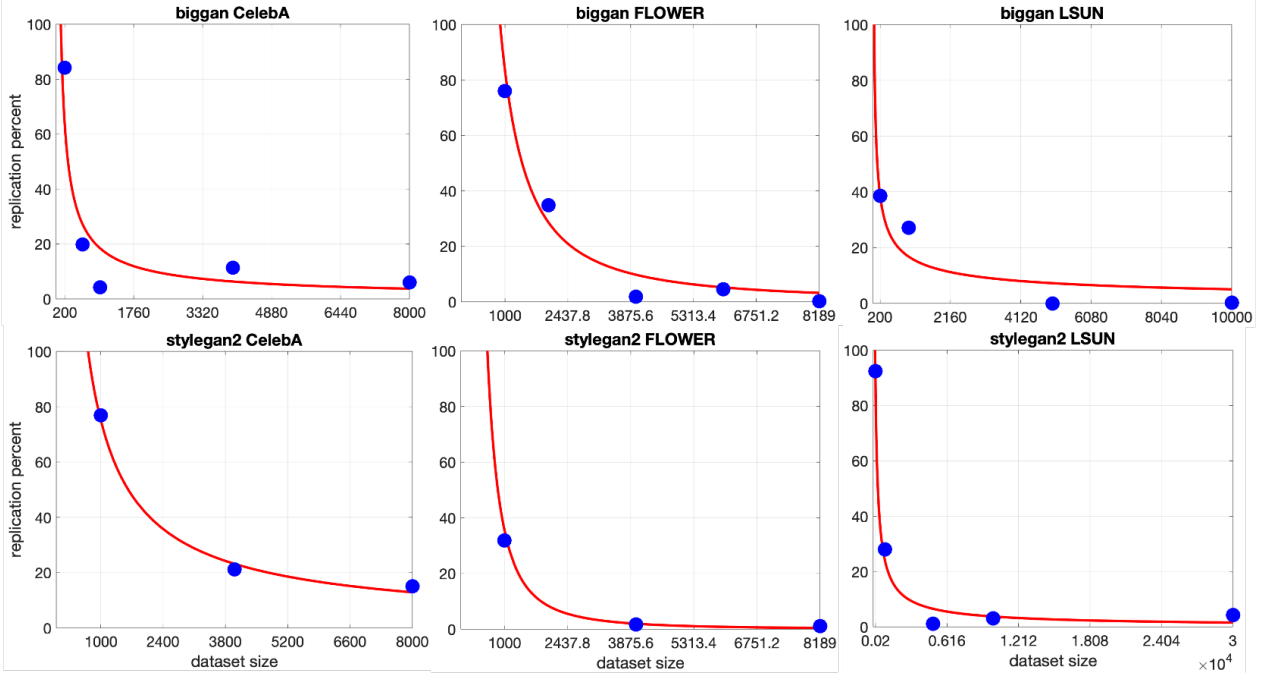 biggan CelebA
replication percent
100
80
60
40
20
0
200 1760 3320 4880 6440 8000
biggan FLOWER
100
80
60
40
20
0
1000 2437.8 3875.6 5313.4 6751.2 8189
biggan LSUN
100
80
60
40
20
0
200 2160 4120 6080 8040 10000
stylegan2 CelebA
replication percent
100
80
60
40
20
0
1000 2400 3800 5200 6600 8000
dataset size
stylegan2 FLOWER
100
80
60
40
20
0
1000 2437.8 3875.6 5313.4 6751.2 8189
dataset size
stylegan2 LSUN
100
80
60
40
20
0
0.02 0.616 1.212 1.808 2.404 3
dataset size
×10⁴